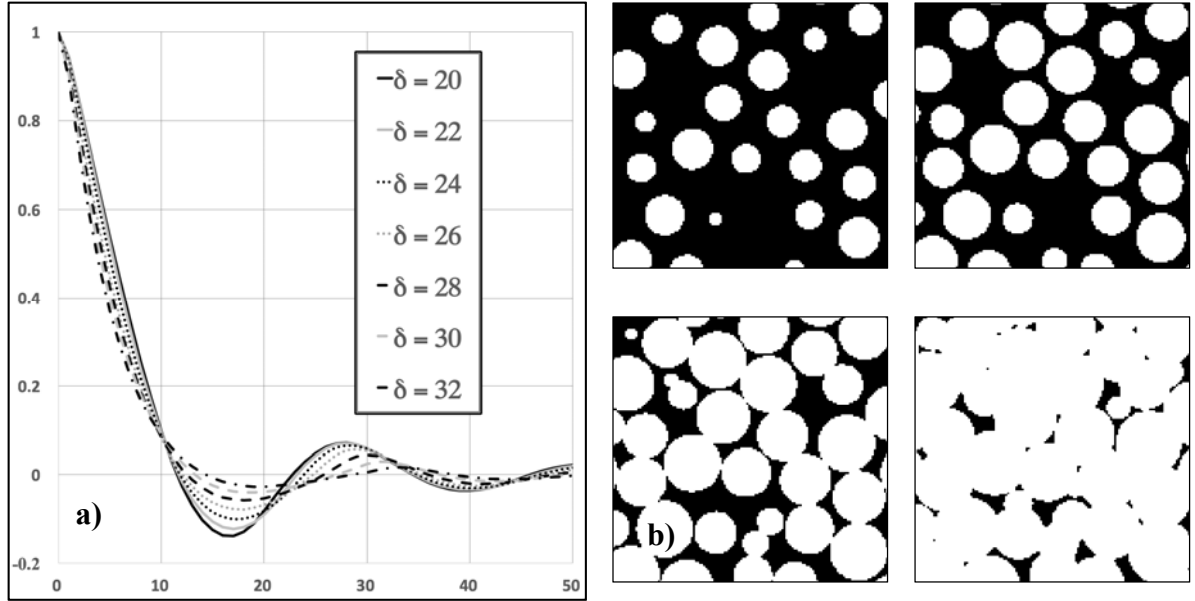 1
0.8
0.6
0.4
0.2
0
-0.2
0
10
20
30
40
50
δ = 20
δ = 22
δ = 24
δ = 26
δ = 28
δ = 30
δ = 32
a)
b)